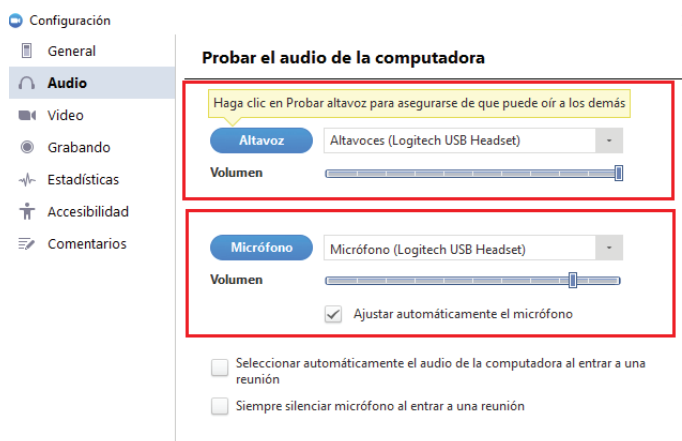 Configuración
General
Audio
Video
Grabando
Estadísticas
Accesibilidad
Comentarios
Probar el audio de la computadora
Haga clic en Probar altavoz para asegurarse de que puede oír a los demás
Altavoz
Altavoces (Logitech USB Headset)
Volumen
Micrófono
Micrófono (Logitech USB Headset)
Volumen
Ajustar automáticamente el micrófono
Seleccionar automáticamente el audio de la computadora al entrar a una
reunión
Siempre silenciar micrófono al entrar a una reunión